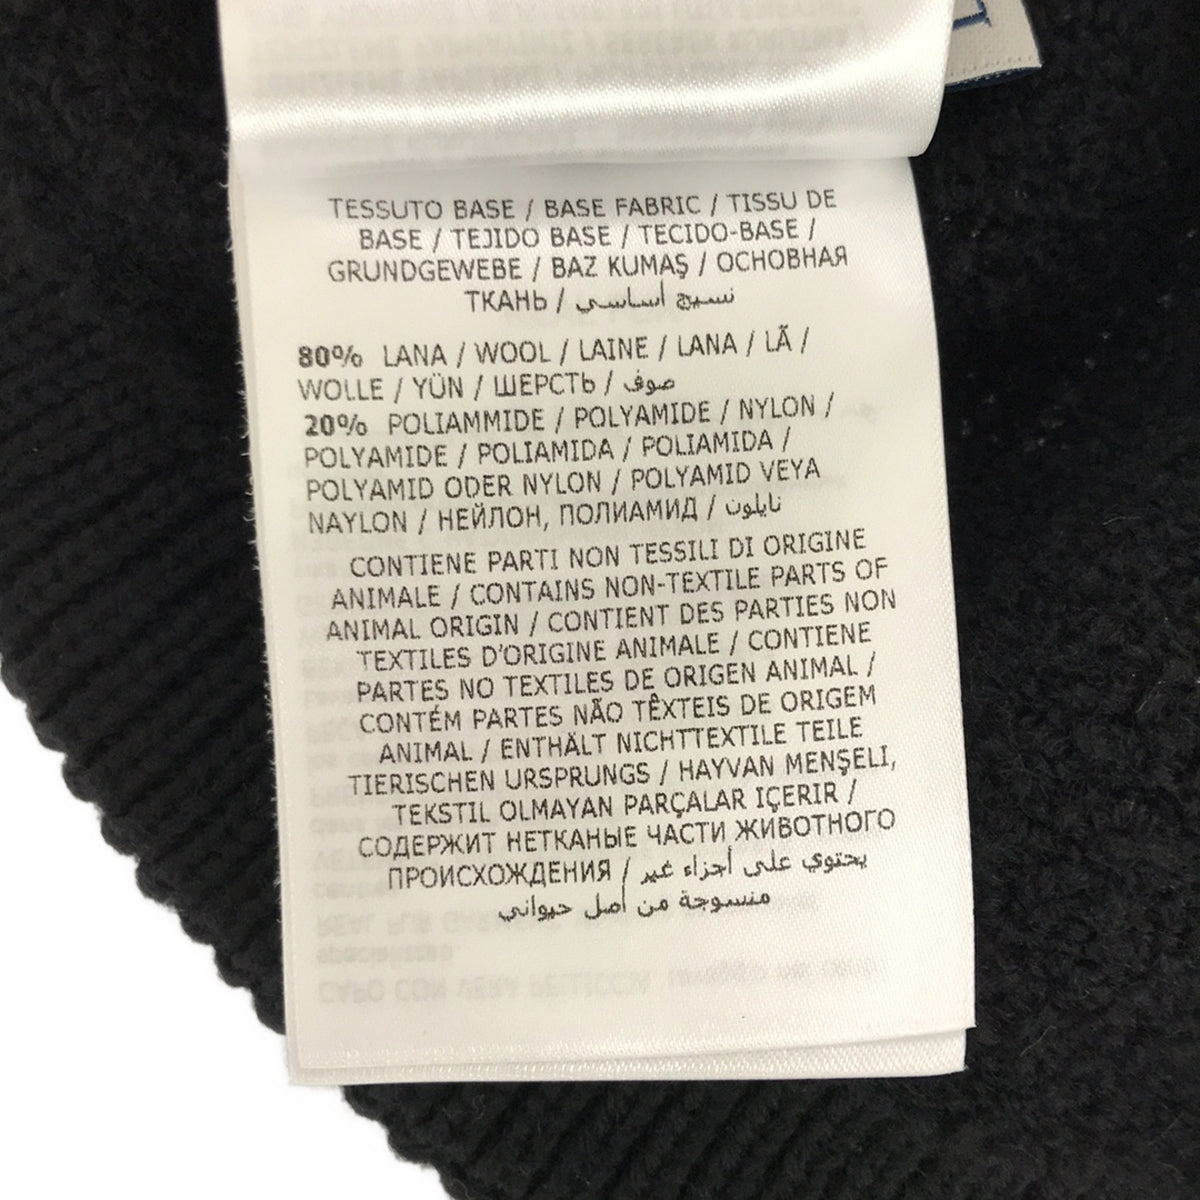 TESSUTO BASE / BASE FABRIC / TISSU DE
BASE / TEJIDO BASE / TECIDO-BASE /
GRUNDGEWEBE / BAZ KUMAŞ / ОСНОВНАЯ
ТКАНЬ / نسيج أساسي
80% LANA / WOOL / LAINE / LANA / LÃ /
WOLLE / YÜN / ШЕРСТЬ / صوف
20% POLIAMMIDE / POLYAMIDE / NYLON /
POLYAMIDE / POLIAMIDA / POLIAMIDA /
POLYAMID ODER NYLON / POLYAMID VEYA
NAYLON / НЕЙЛОН, ПОЛИАМИД / نايلون
CONTIENE PARTI NON TESSILI DI ORIGINE
ANIMALE / CONTAINS NON-TEXTILE PARTS OF
ANIMAL ORIGIN / CONTIENT DES PARTIES NON
TEXTILES D'ORIGINE ANIMALE / CONTIENE
PARTES NO TEXTILES DE ORIGEN ANIMAL /
CONTÉM PARTES NÃO TÊXTEIS DE ORIGEM
ANIMAL / ENTHÄLT NICHTTEXTILE TEILE
TIERISCHEN URSPRUNGS / HAYVAN MENŞELI,
TEKSTIL OLMAYAN PARÇALAR IÇERIR /
СОДЕРЖИТ НЕТКАНЫЕ ЧАСТИ ЖИВОТНОГО
ПРОИСХОЖДЕНИЯ / يحتوي على أجزاء غير
منسوجة من أصل حيواني